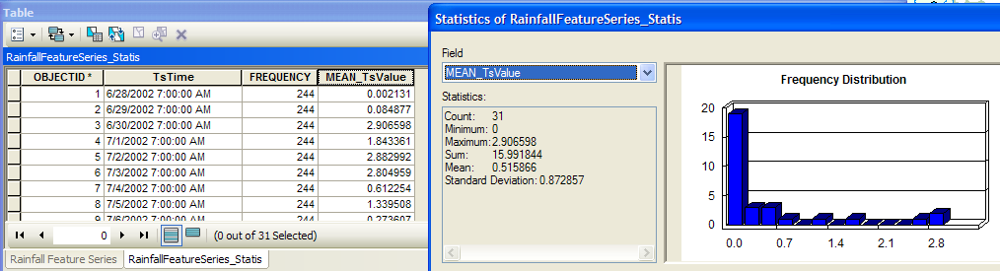 Table
RainfallFeatureSeries_Statis
OBJECTID * TsTime FREQUENCY MEAN_TsValue
1 6/28/2002 7:00:00 AM 244 0.002131
2 6/29/2002 7:00:00 AM 244 0.084877
3 6/30/2002 7:00:00 AM 244 2.906598
4 7/1/2002 7:00:00 AM 244 1.843361
5 7/2/2002 7:00:00 AM 244 2.882992
6 7/3/2002 7:00:00 AM 244 2.804959
7 7/4/2002 7:00:00 AM 244 0.612254
8 7/5/2002 7:00:00 AM 244 1.339508
9 7/6/2002 7:00:00 AM 244 0.273607
0 (0 out of 31 Selected)
Rainfall Feature Series RainfallFeatureSeries_Statis
Statistics of RainfallFeatureSeries_Statis
Field
MEAN_TsValue
Statistics:
Count: 31
Minimum: 0
Maximum: 2.906598
Sum: 15.991844
Mean: 0.515866
Standard Deviation: 0.872857
Frequency Distribution
20
15
10
5
0
0.0 0.7 1.4 2.1 2.8